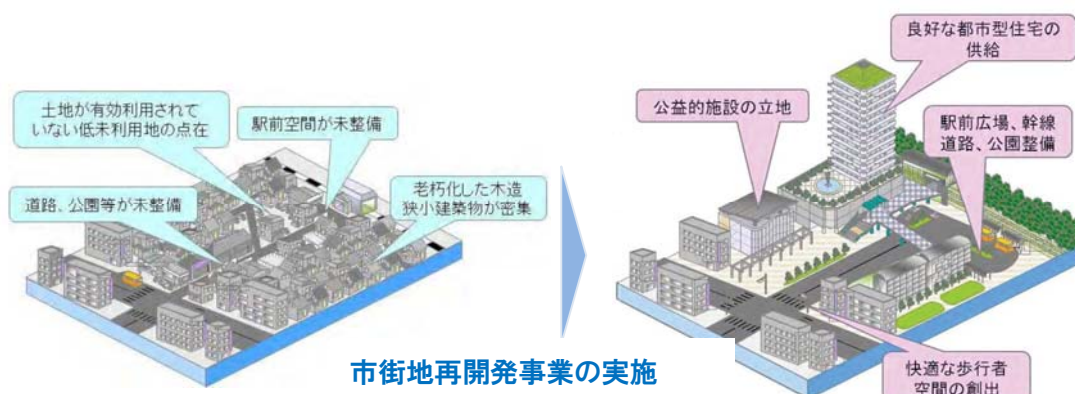 土地が有効利用されて
いない低未利用地の点在
駅前空間が未整備
道路、公園等が未整備
老朽化した木造
狭小建築物が密集
市街地再開発事業の実施
良好な都市型住宅の
供給
公益的施設の立地
駅前広場、幹線
道路、公園整備
快適な歩行者
空間の創出